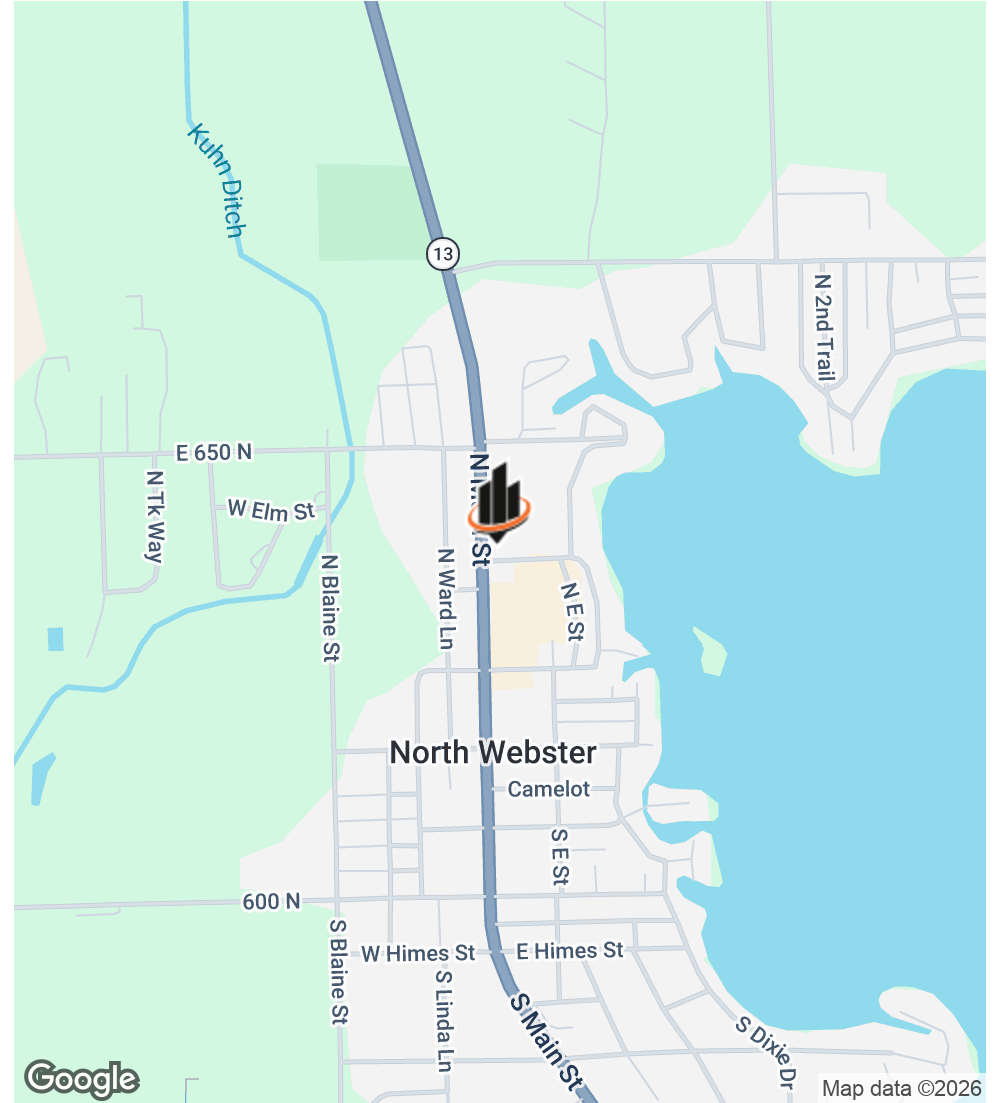 Kuhn Ditch
13
N 2nd Trail
E 650 N
N Tk Way
W Elm St
N Blaine St
N Ward Ln
St
N E St
North Webster
Camelot
S E St
600 N
S Blaine St
W Himes St
E Himes St
S Linda Ln
S Main St
S Dixie Dr
Google
Map data ©2026